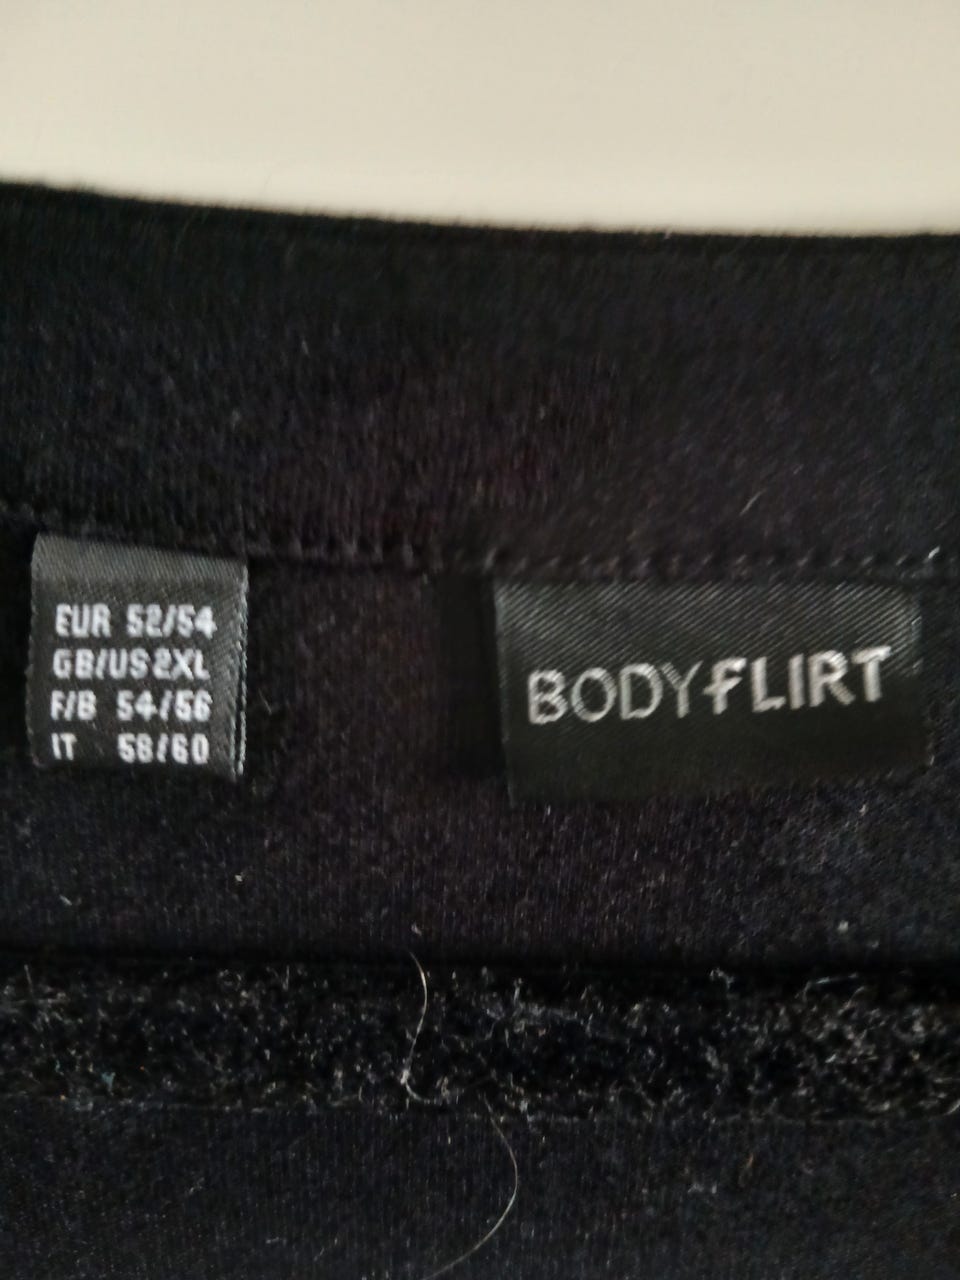 EUR 52/54
GB/US 2XL
F/B 54/56
IT 58/60
BODYFLIRT